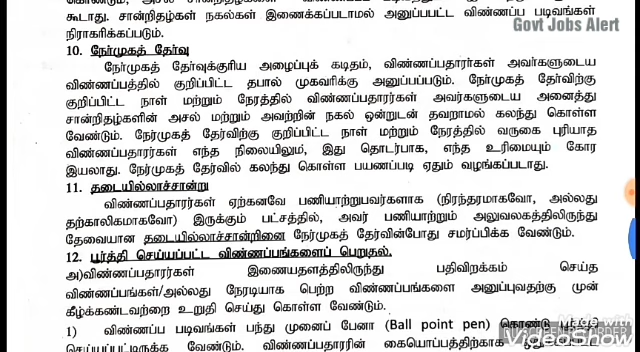 கூடாது. சான்றிதழ்கள் நகல்கள் இணைக்கப்படாமல் அனுப்பபட்ட விண்ணப்ப படிவங்கள்
நிராகரிக்கப்படும்.
Govt Jobs Alert
10. நேர்முகத் தேர்வு
நேர்முகத் தேர்வுக்குரிய அழைப்புக் கடிதம், விண்ணப்பதாரர்கள் அவர்களுடைய
விண்ணப்பத்தில் குறிப்பிட்ட தபால் முகவரிக்கு அனுப்பப்படும். நேர்முகத் தேர்விற்கு
குறிப்பிட்ட நாள் மற்றும் நேரத்தில் விண்ணப்பதாரர்கள் அவர்களுடைய அனைத்து
சான்றிதழ்களின் அசல் மற்றும் அவற்றின் நகல் ஒன்றுடன் தவறாமல் கலந்து கொள்ள
வேண்டும். நேர்முகத் தேர்விற்கு குறிப்பிட்ட நாள் மற்றும் நேரத்தில் வருகை புரியாத
விண்ணப்பதாரர்கள் எந்த நிலையிலும், இது தொடர்பாக, எந்த உரிமையும் கோர
இயலாது. நேர்முகத் தேர்வில் கலந்து கொள்ள பயணப்படி ஏதும் வழங்கப்படாது.
11. தடையில்லாச்சான்று
விண்ணப்பதாரர்கள் ஏற்கனவே பணியாற்றுபவர்களாக (நிரந்தரமாகவோ, அல்லது
தற்காலிகமாகவோ) இருக்கும் பட்சத்தில், அவர் பணியாற்றும் அலுவலகத்திலிருந்து
தேவையான தடையில்லாச்சான்றினை நேர்முகத் தேர்வின்போது சமர்ப்பிக்க வேண்டும்.
12. பூர்த்தி செய்யப்பட்ட விண்ணப்பங்களைப் பெறுதல்.
அ)விண்ணப்பதாரர்கள் இணையதளத்திலிருந்து பதிவிறக்கம் செய்த
விண்ணப்பங்கள்/அல்லது நேரடியாக பெற்ற விண்ணப்பங்களை அனுப்புவதற்கு முன்
கீழ்க்கண்டவற்றை உறுதி செய்து கொள்ள வேண்டும்.
1) விண்ணப்ப படிவங்கள் பந்து முனைப் பேனா (Ball point pen) கொண்டு
செய்யப்பட்டிருக்க வேண்டும். விண்ணப்பதாரரின் கையொப்பத்திற்காக
VideoShow